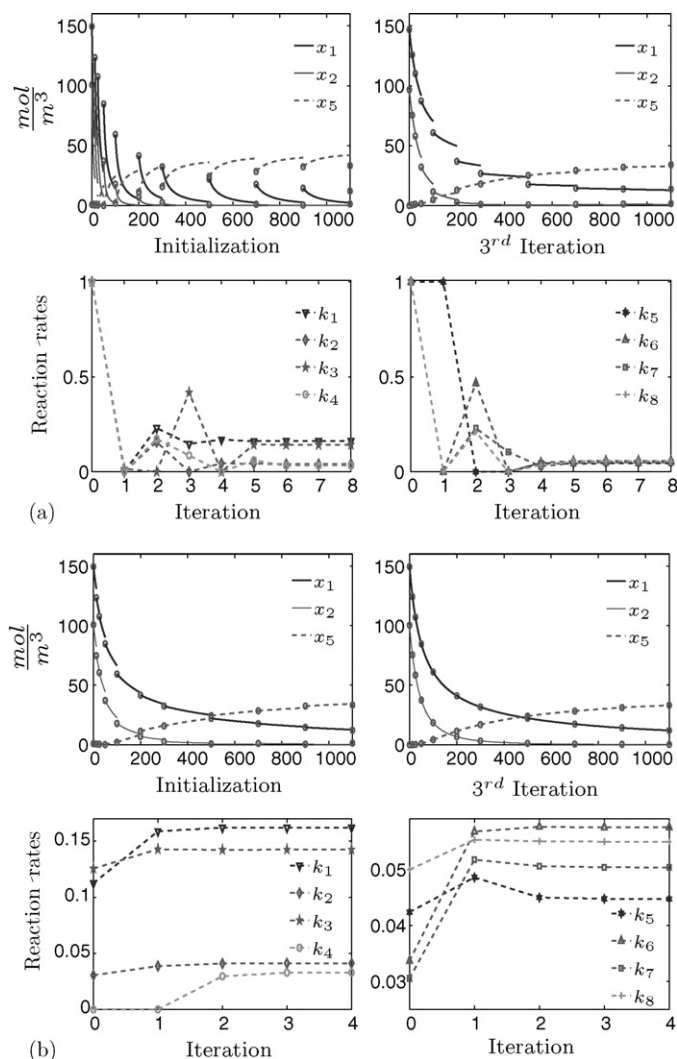 150
100
50
0
mol
m3
x1
x2
x5
0 200 400 600 800 1000
Initialization
x1
x2
x5
0 200 400 600 800 1000
3rd Iteration
1
0.5
0
Reaction rates
k1
k2
k3
k4
0 1 2 3 4 5 6 7 8
Iteration
1
0.5
0
k5
k6
k7
k8
0 1 2 3 4 5 6 7 8
Iteration
(a)
150
100
50
0
mol
m3
x1
x2
x5
0 200 400 600 800 1000
Initialization
150
100
50
0
x1
x2
x5
0 200 400 600 800 1000
3rd Iteration
0.15
0.1
0.05
0
Reaction rates
k1
k2
k3
k4
0 1 2 3 4
Iteration
0.05
0.04
0.03
0.025
k5
k6
k7
k8
0 1 2 3 4
Iteration
(b)